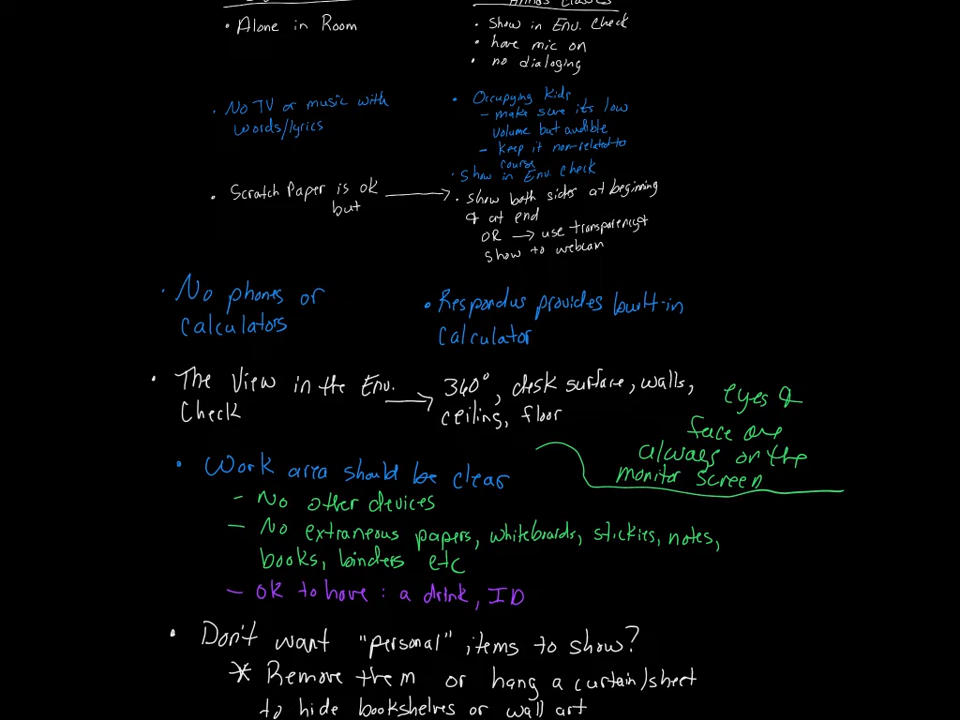 • Alone in Room
• Show in Env. Check
• have mic on
• no dialoging
• No TV or music with
words/lyrics
• Occupying Kids
- make sure its low
volume but audible
- keep it non-related to
course
• Show in Env. Check
• Scratch Paper is ok
but
• show both sides at beginning
& at end
OR → use transparency &
show to webcam
• No phones or
calculators
• Respondus provides built-in
calculator
• The View in the Env. → 360°, desk surface, walls,
Check
ceiling, floor
eyes &
face are
always on the
monitor screen
• Work area should be clear
- No other devices
- No extraneous papers, whiteboards, stickies, notes,
books, binders etc
- OK to have : a drink, ID
• Don't want "personal" items to show?
* Remove them or hang a curtain/sheet
to hide bookshelves or wall art